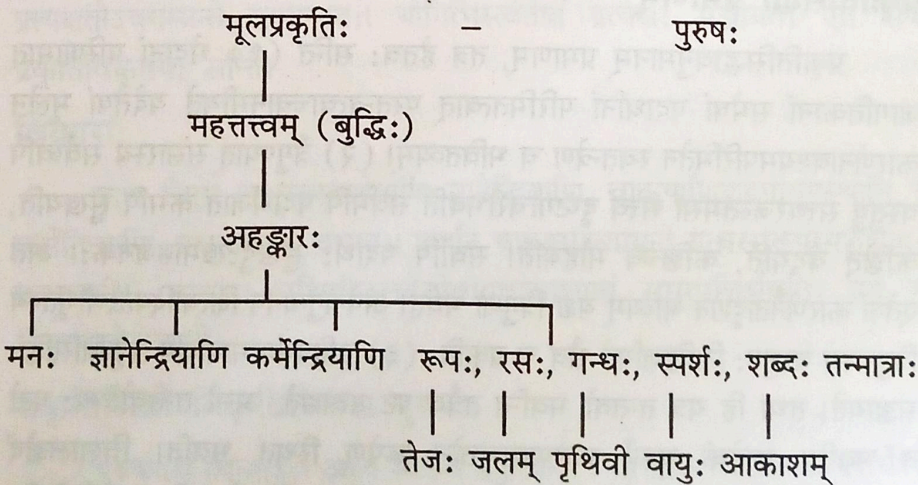 मूलप्रकृति: – पुरुष:
महत्तत्त्वम् (बुद्धि:)
अहङ्कार:
मन: ज्ञानेन्द्रियाणि कर्मेन्द्रियाणि रूप:, रस:, गन्ध:, स्पर्श:, शब्द: तन्मात्रा:
तेज: जलम् पृथिवी वायु: आकाशम्